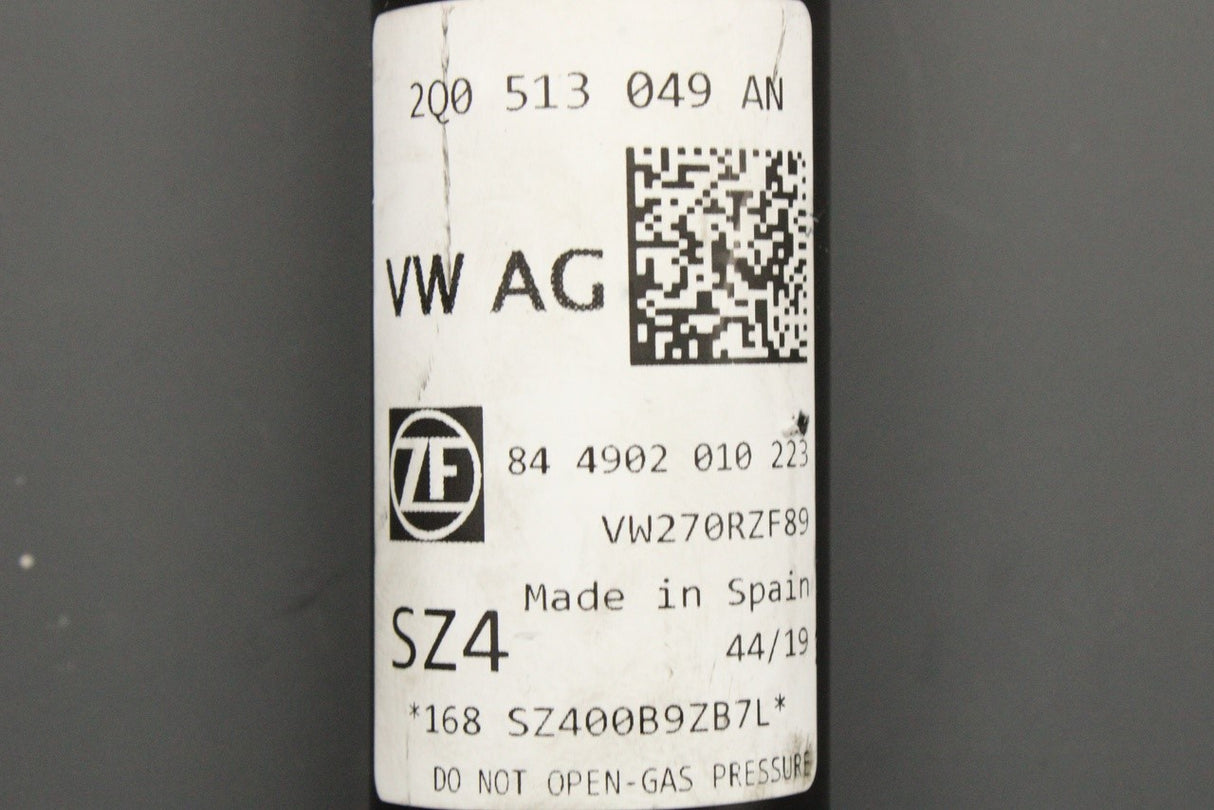 2Q0 513 049 AN
VW AG
ZF
84 4902 010 223
VW270RZF89
Made in Spain
SZ4
44/19
*168 SZ400B9ZB7L*
DO NOT OPEN-GAS PRESSURE